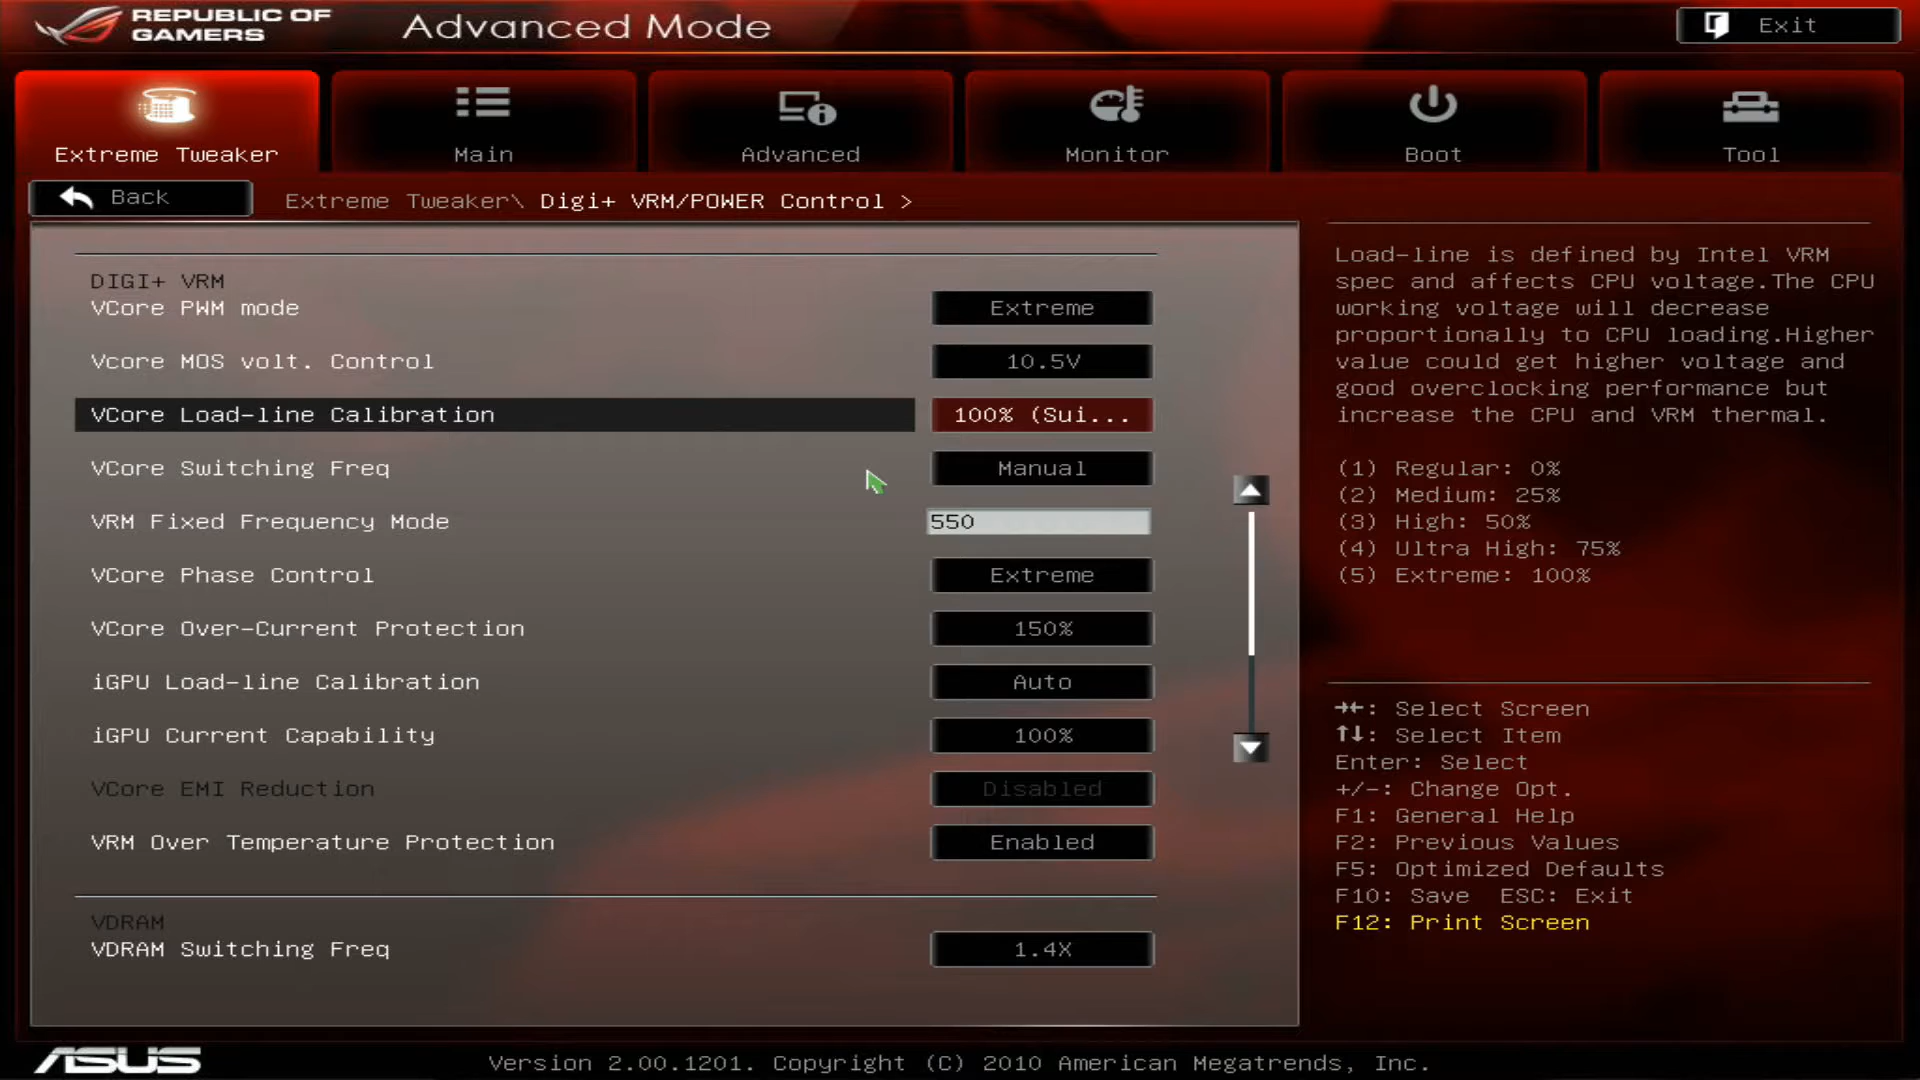 REPUBLIC OF
GAMERS
Advanced Mode
Exit
Extreme Tweaker
Main
Advanced
Monitor
Boot
Tool
Back
Extreme Tweaker\ Digi+ VRM/POWER Control >
DIGI+ VRM
VCore PWM mode Extreme
Vcore MOS volt. Control 10.5V
VCore Load-line Calibration 100% (Sui...
VCore Switching Freq Manual
VRM Fixed Frequency Mode 550
VCore Phase Control Extreme
VCore Over-Current Protection 150%
iGPU Load-line Calibration Auto
iGPU Current Capability 100%
VCore EMI Reduction Disabled
VRM Over Temperature Protection Enabled
VDRAM
VDRAM Switching Freq 1.4X
Load-line is defined by Intel VRM
spec and affects CPU voltage.The CPU
working voltage will decrease
proportionally to CPU loading.Higher
value could get higher voltage and
good overclocking performance but
increase the CPU and VRM thermal.
(1) Regular: 0%
(2) Medium: 25%
(3) High: 50%
(4) Ultra High: 75%
(5) Extreme: 100%
→←: Select Screen
↑↓: Select Item
Enter: Select
+/-: Change Opt.
F1: General Help
F2: Previous Values
F5: Optimized Defaults
F10: Save ESC: Exit
F12: Print Screen
ASUS
Version 2.00.1201. Copyright (C) 2010 American Megatrends, Inc.